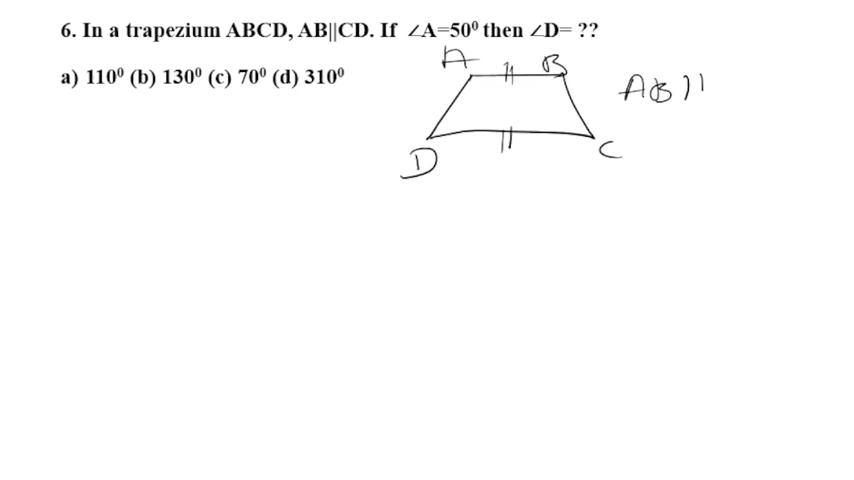 6. In a trapezium ABCD, AB||CD. If ∠A=50⁰ then ∠D= ??
a) 110⁰ (b) 130⁰ (c) 70⁰ (d) 310⁰
A B
AB ||
D C